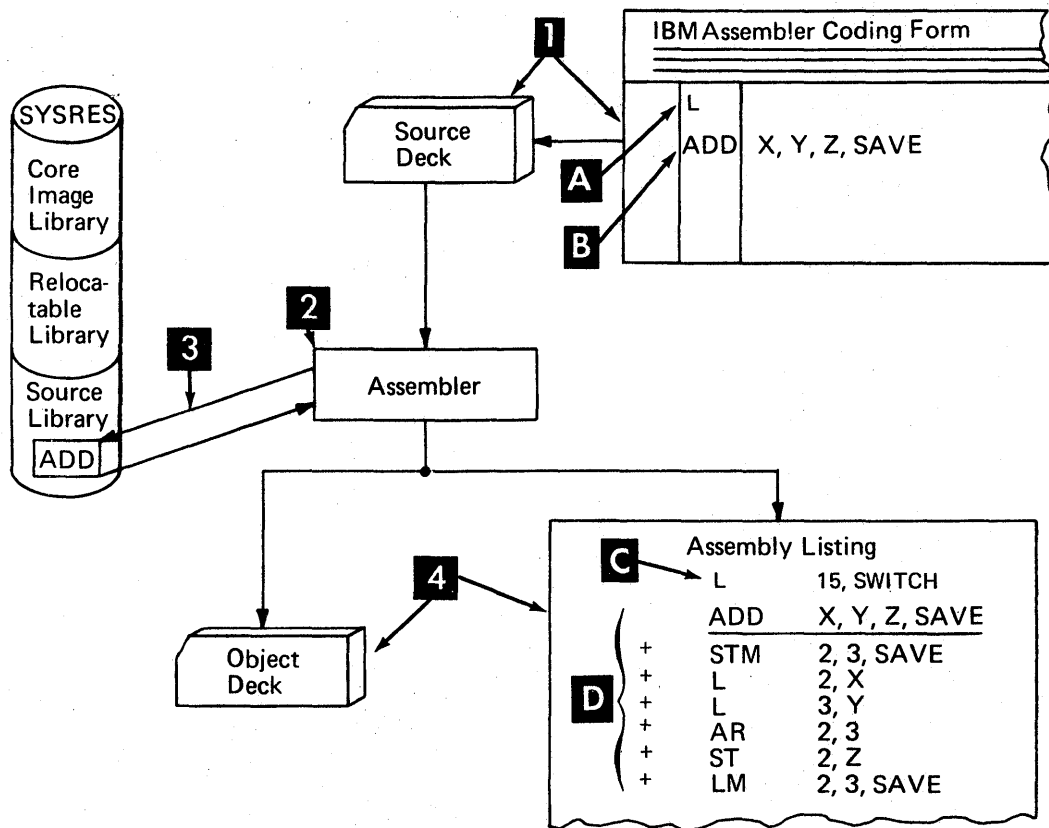 1
IBM Assembler Coding Form
SYSRES
Core
Image
Library
Reloca-
table
Library
Source
Library
ADD
Source
Deck
L
ADD X, Y, Z, SAVE
A
B
2
3
Assembler
Assembly Listing
C
L 15, SWITCH
ADD X, Y, Z, SAVE
+ STM 2, 3, SAVE
+ L 2, X
+ L 3, Y
+ AR 2, 3
+ ST 2, Z
+ LM 2, 3, SAVE
D
4
Object
Deck